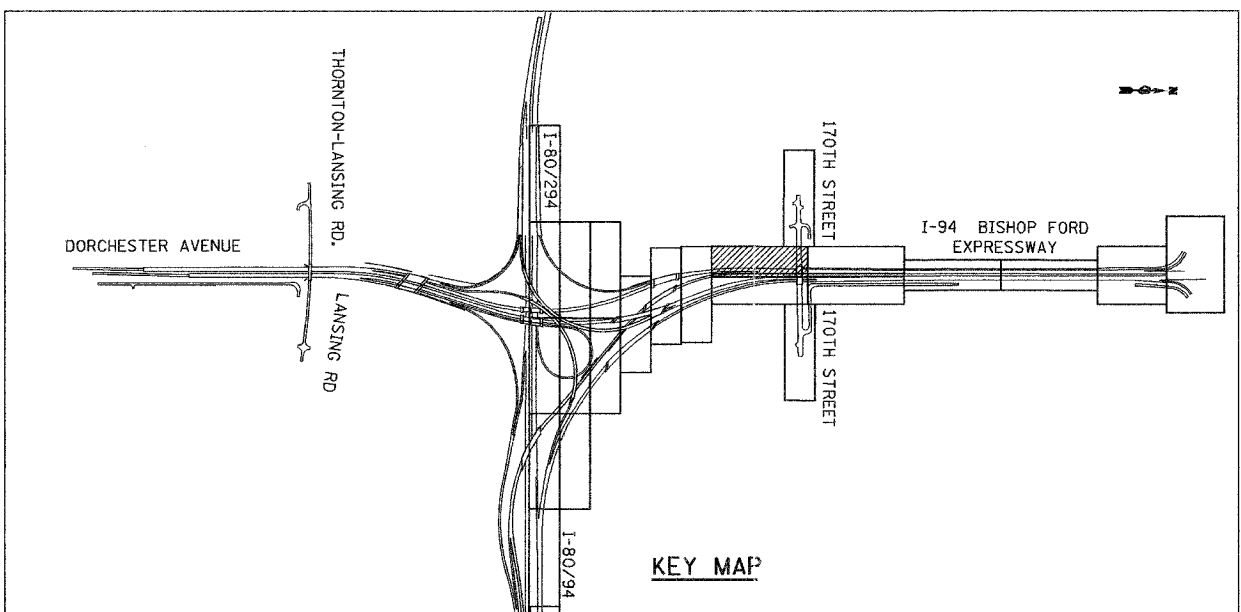 THORNTON-LANSING RD.
DORCHESTER AVENUE
LANSING RD
I-80/294
I-80/94
170TH STREET
170TH STREET
I-94 BISHOP FORD
EXPRESSWAY
N
KEY MAP